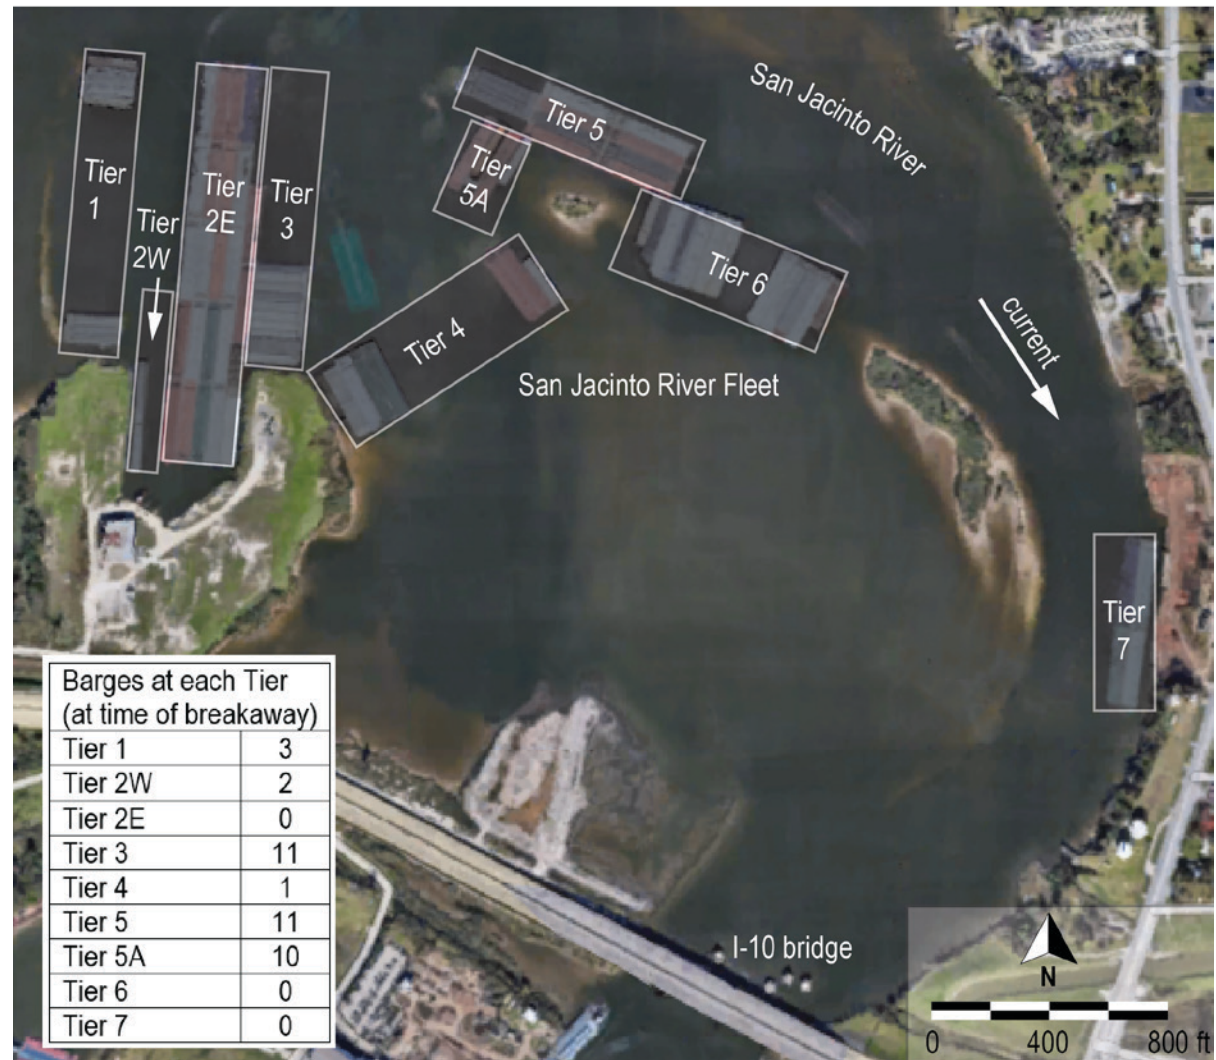 San Jacinto
River
Tier
1
Tier
2W
Tier
2E
Tier
3
Tier 5
Tier
5A
Tier 6
Tier 4
current
San Jacinto River Fleet
Tier
7
Barges at each Tier
(at time of breakaway)
Tier 1 3
Tier 2W 2
Tier 2E 0
Tier 3 11
Tier 4 1
Tier 5 11
Tier 5A 10
Tier 6 0
Tier 7 0
I-10 bridge
N
0 400 800 ft